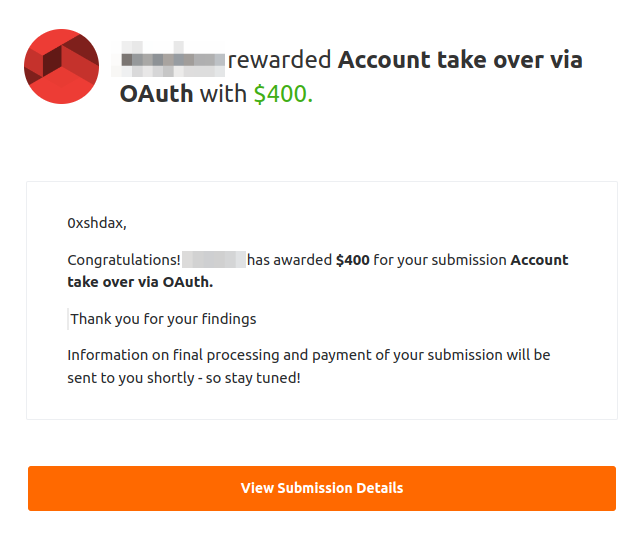 rewarded Account take over via
OAuth with $400.
0xshdax,
Congratulations! has awarded $400 for your submission Account
take over via OAuth.
Thank you for your findings
Information on final processing and payment of your submission will be
sent to you shortly - so stay tuned!
View Submission Details